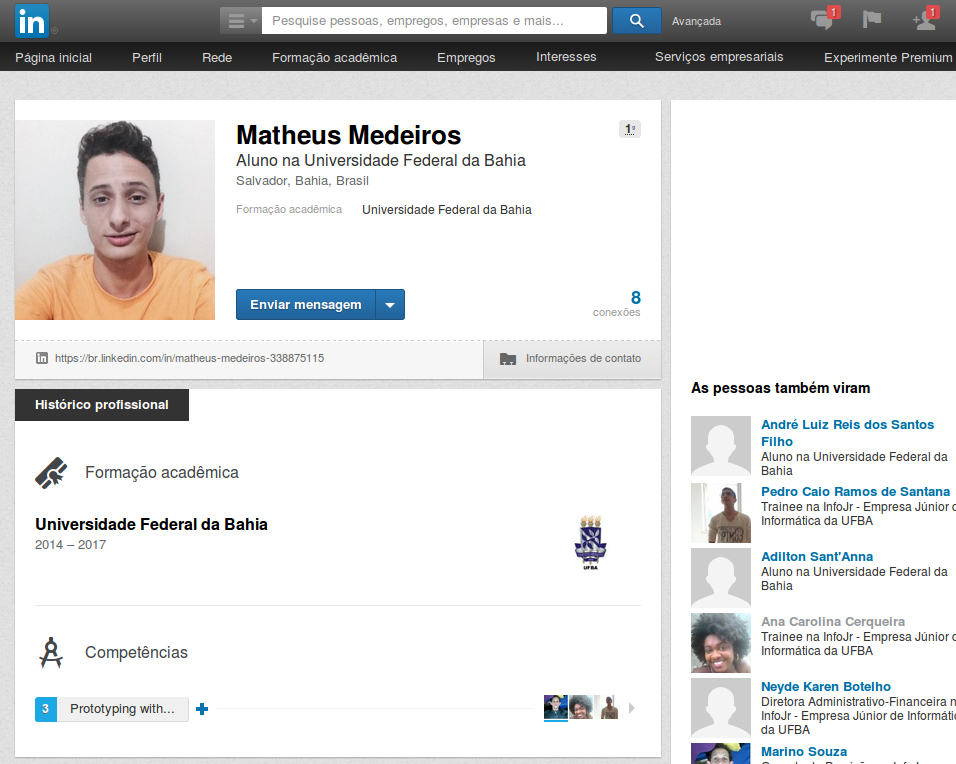 in
Pesquise pessoas, empregos, empresas e mais...
Avançada
1
1
Página inicial
Perfil
Rede
Formação acadêmica
Empregos
Interesses
Serviços empresariais
Experimente Premium
Matheus Medeiros
1º
Aluno na Universidade Federal da Bahia
Salvador, Bahia, Brasil
Formação acadêmica Universidade Federal da Bahia
Enviar mensagem
8
conexões
in https://br.linkedin.com/in/matheus-medeiros-338875115
Informações de contato
Histórico profissional
Formação acadêmica
Universidade Federal da Bahia
2014 – 2017
UFBA
Competências
3 Prototyping with...
As pessoas também viram
André Luiz Reis dos Santos
Filho
Aluno na Universidade Federal da
Bahia
Pedro Caio Ramos de Santana
Trainee na InfoJr - Empresa Júnior
Informática da UFBA
Adilton Sant'Anna
Aluno na Universidade Federal da
Bahia
Ana Carolina Cerqueira
Trainee na InfoJr - Empresa Júnior
Informática da UFBA
Neyde Karen Botelho
Diretora Administrativo-Financeira
InfoJr - Empresa Júnior de
da UFBA
Marino Souza